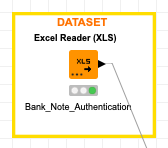 DATASET
Excel Reader (XLS)
XLS
Bank_Note_Authentication